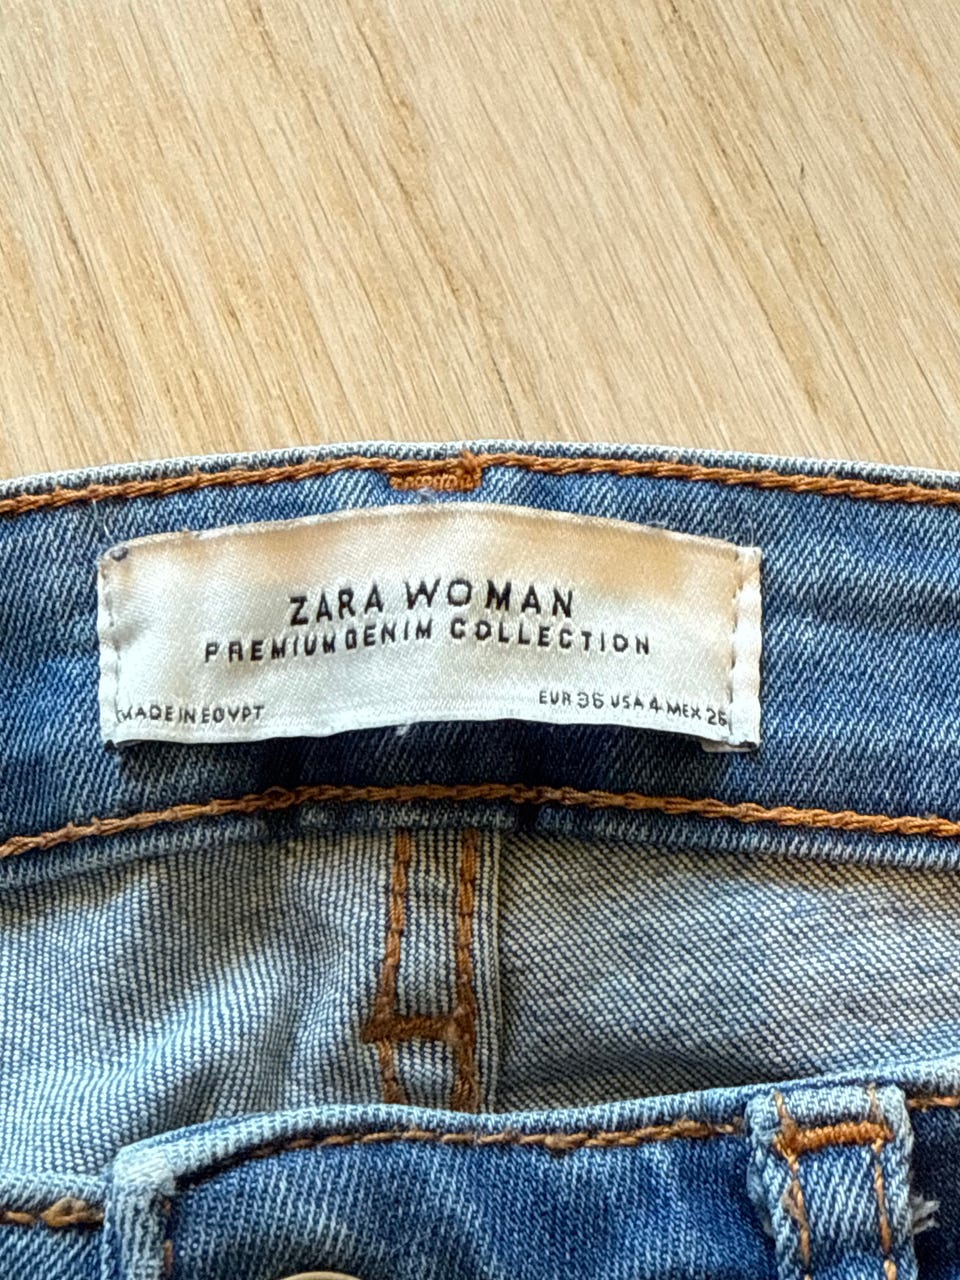 ZARA WOMAN
PREMIUM DENIM COLLECTION
MADE IN EGYPT
EUR 36 USA 4 MEX 26